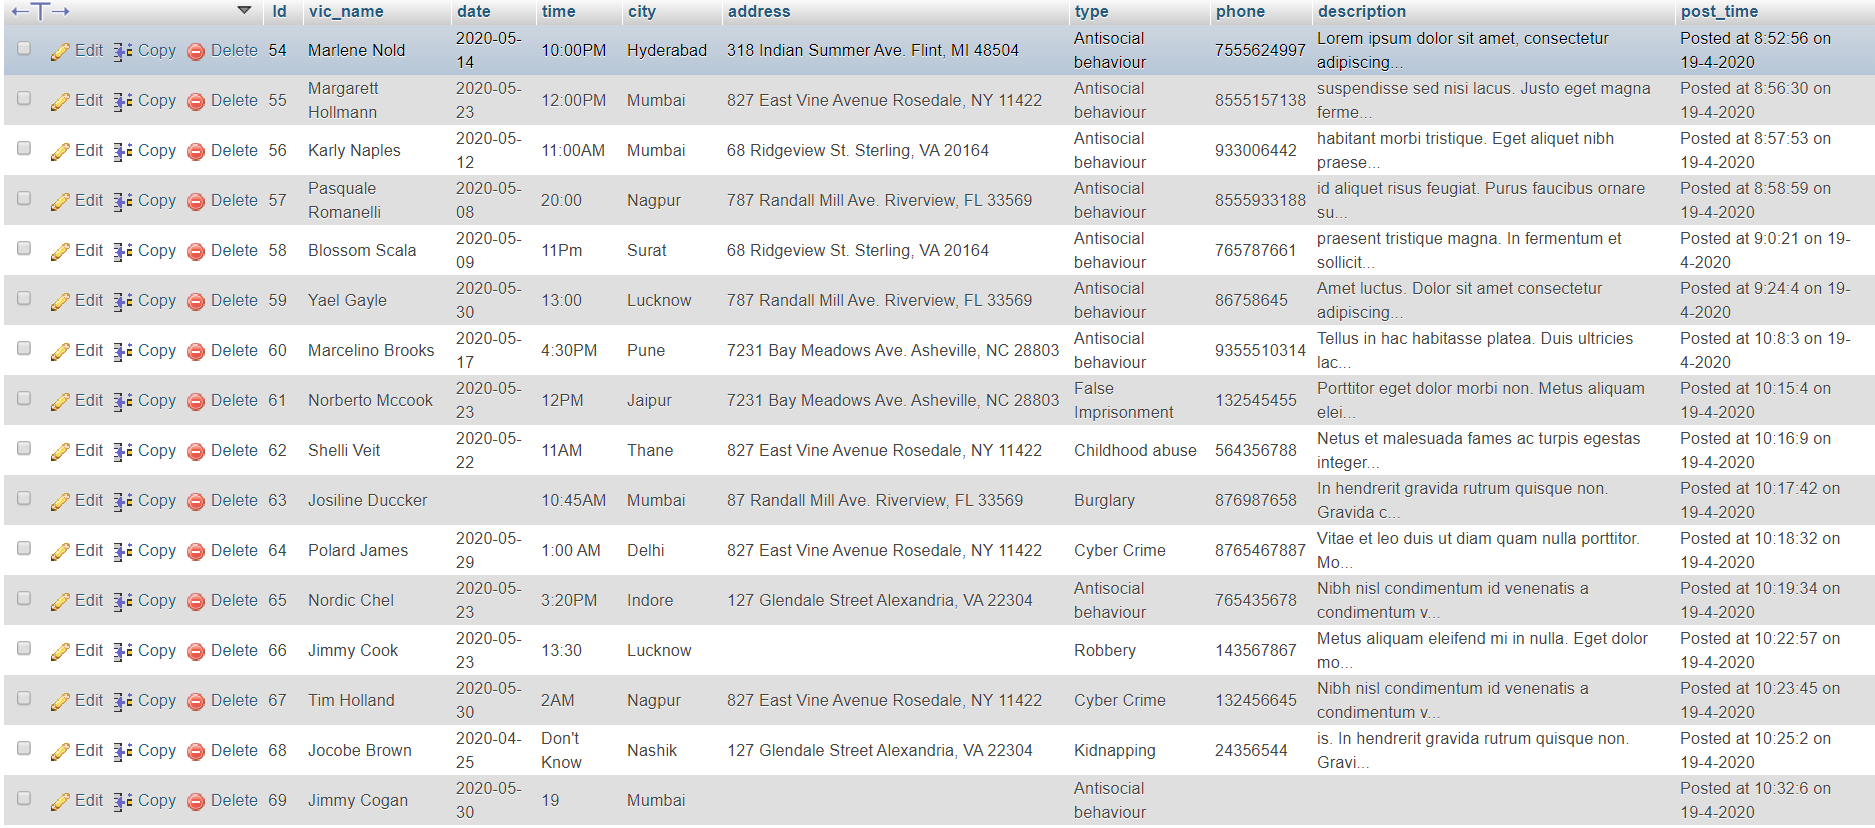 Id vic_name date time city address type phone description post_time
Edit Copy Delete 54 Marlene Nold 2020-05-14 10:00PM Hyderabad 318 Indian Summer Ave. Flint, MI 48504 Antisocial behaviour 7555624997 Lorem ipsum dolor sit amet, consectetur adipiscing... Posted at 8:52:56 on 19-4-2020
Edit Copy Delete 55 Margarett Hollmann 2020-05-23 12:00PM Mumbai 827 East Vine Avenue Rosedale, NY 11422 Antisocial behaviour 8555157138 suspendisse sed nisi lacus. Justo eget magna ferme... Posted at 8:56:30 on 19-4-2020
Edit Copy Delete 56 Karly Naples 2020-05-12 11:00AM Mumbai 68 Ridgeview St. Sterling, VA 20164 Antisocial behaviour 933006442 habitant morbi tristique. Eget aliquet nibh praese... Posted at 8:57:53 on 19-4-2020
Edit Copy Delete 57 Pasquale Romanelli 2020-05-08 20:00 Nagpur 787 Randall Mill Ave. Riverview, FL 33569 Antisocial behaviour 8555933188 id aliquet risus feugiat. Purus faucibus ornare su... Posted at 8:58:59 on 19-4-2020
Edit Copy Delete 58 Blossom Scala 2020-05-09 11Pm Surat 68 Ridgeview St. Sterling, VA 20164 Antisocial behaviour 765787661 praesent tristique magna. In fermentum et sollicit... Posted at 9:0:21 on 19-4-2020
Edit Copy Delete 59 Yael Gayle 2020-05-30 13:00 Lucknow 787 Randall Mill Ave. Riverview, FL 33569 Antisocial behaviour 86758645 Amet luctus. Dolor sit amet consectetur adipiscing... Posted at 9:24:4 on 19-4-2020
Edit Copy Delete 60 Marcelino Brooks 2020-05-17 4:30PM Pune 7231 Bay Meadows Ave. Asheville, NC 28803 Antisocial behaviour 9355510314 Tellus in hac habitasse platea. Duis ultricies lac... Posted at 10:8:3 on 19-4-2020
Edit Copy Delete 61 Norberto Mccook 2020-05-23 12PM Jaipur 7231 Bay Meadows Ave. Asheville, NC 28803 False Imprisonment 132545455 Porttitor eget dolor morbi non. Metus aliquam elei... Posted at 10:15:4 on 19-4-2020
Edit Copy Delete 62 Shelli Veit 2020-05-22 11AM Thane 827 East Vine Avenue Rosedale, NY 11422 Childhood abuse 564356788 Netus et malesuada fames ac turpis egestas integer... Posted at 10:16:9 on 19-4-2020
Edit Copy Delete 63 Josiline Duccker 10:45AM Mumbai 87 Randall Mill Ave. Riverview, FL 33569 Burglary 876987658 In hendrerit gravida rutrum quisque non. Gravida c... Posted at 10:17:42 on 19-4-2020
Edit Copy Delete 64 Polard James 2020-05-29 1:00 AM Delhi 827 East Vine Avenue Rosedale, NY 11422 Cyber Crime 8765467887 Vitae et leo duis ut diam quam nulla porttitor. Mo... Posted at 10:18:32 on 19-4-2020
Edit Copy Delete 65 Nordic Chel 2020-05-23 3:20PM Indore 127 Glendale Street Alexandria, VA 22304 Antisocial behaviour 765435678 Nibh nisl condimentum id venenatis a condimentum v... Posted at 10:19:34 on 19-4-2020
Edit Copy Delete 66 Jimmy Cook 2020-05-23 13:30 Lucknow Robbery 143567867 Metus aliquam eleifend mi in nulla. Eget dolor mo... Posted at 10:22:57 on 19-4-2020
Edit Copy Delete 67 Tim Holland 2020-05-30 2AM Nagpur 827 East Vine Avenue Rosedale, NY 11422 Cyber Crime 132456645 Nibh nisl condimentum id venenatis a condimentum v... Posted at 10:23:45 on 19-4-2020
Edit Copy Delete 68 Jocobe Brown 2020-04-25 Don't Know Nashik 127 Glendale Street Alexandria, VA 22304 Kidnapping 24356544 is. In hendrerit gravida rutrum quisque non. Gravi... Posted at 10:25:2 on 19-4-2020
Edit Copy Delete 69 Jimmy Cogan 2020-05-30 19 Mumbai Antisocial behaviour Posted at 10:32:6 on 19-4-2020